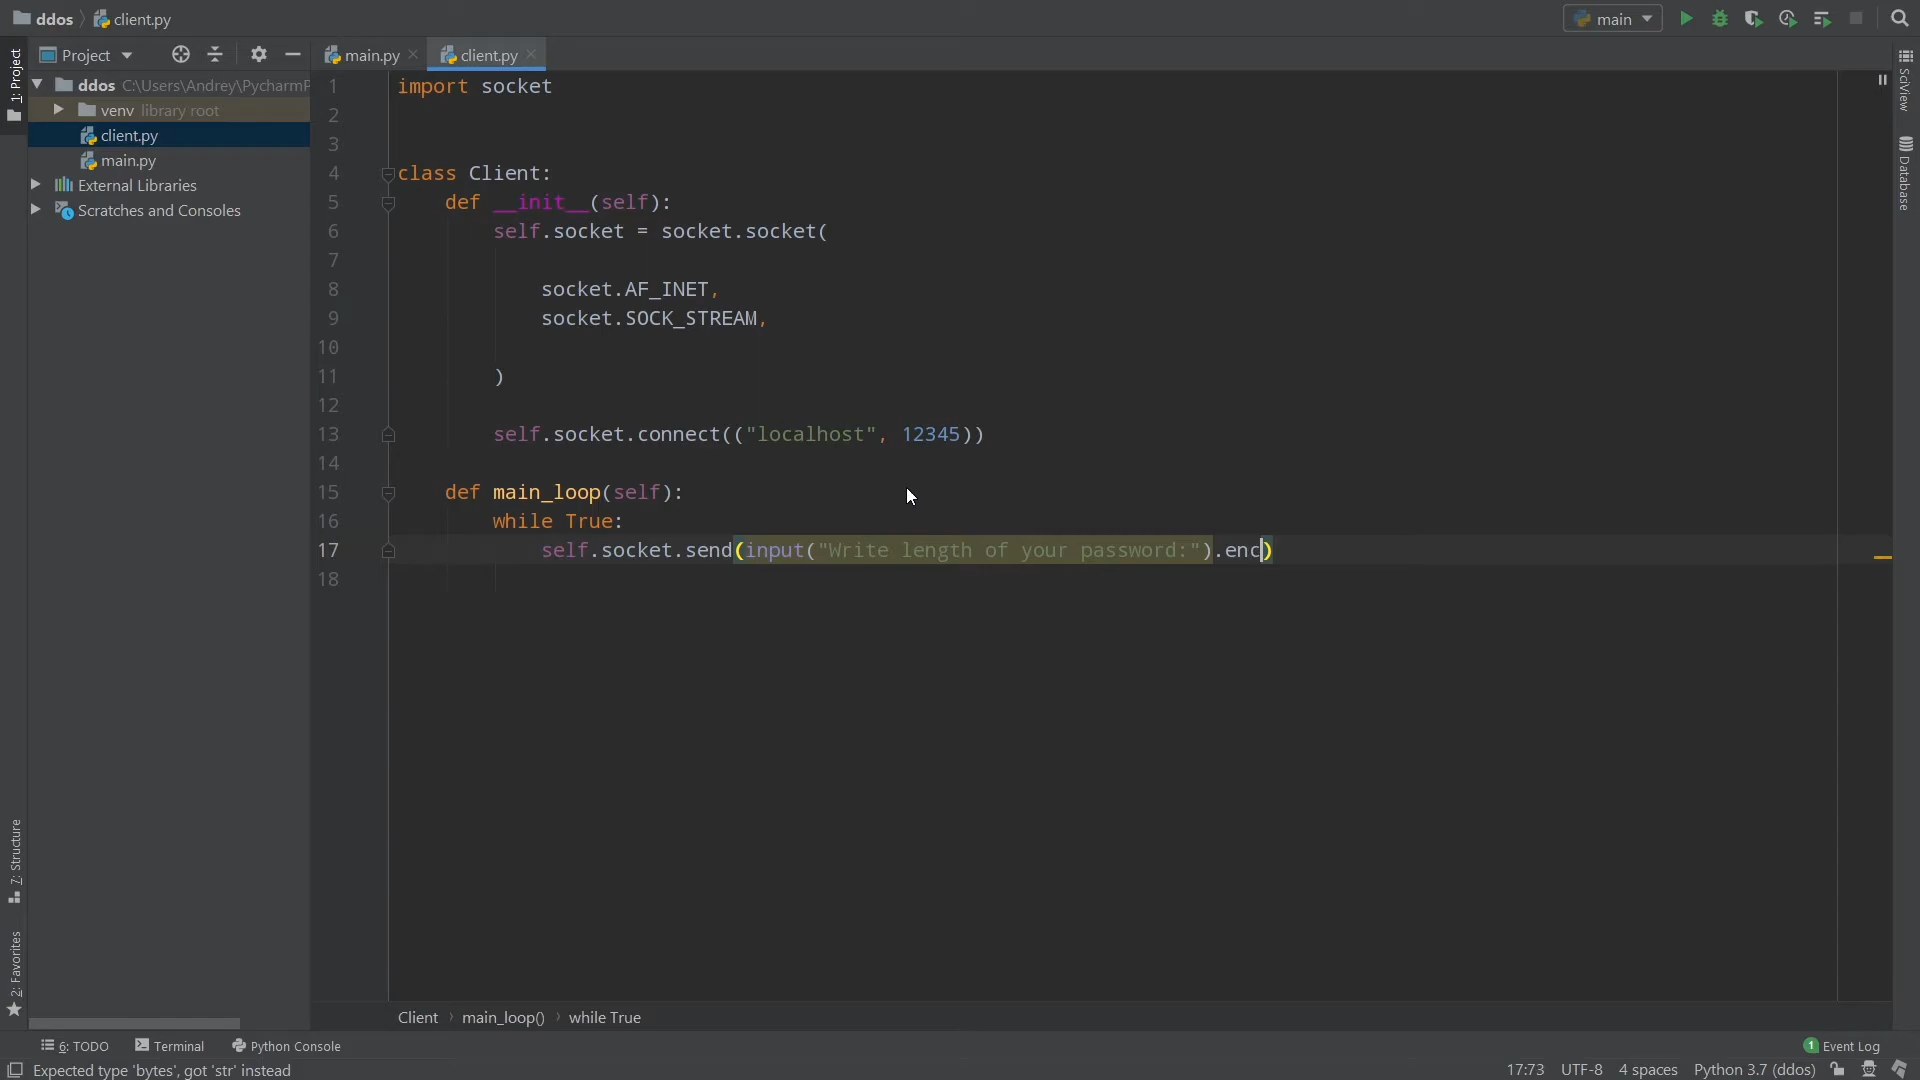 ddos client.py
main
1: Project
Project
main.py
client.py
ddos C:\Users\Andrey\PycharmP
venv library root
client.py
main.py
External Libraries
Scratches and Consoles
1 import socket
2
3
4 class Client:
5 def __init__(self):
6 self.socket = socket.socket(
7
8 socket.AF_INET,
9 socket.SOCK_STREAM,
10
11 )
12
13 self.socket.connect(("localhost", 12345))
14
15 def main_loop(self):
16 while True:
17 self.socket.send(input("Write length of your password:").enc)
18
SciView
Database
7: Structure
2: Favorites
Client main_loop() while True
6: TODO Terminal Python Console
1 Event Log
Expected type 'bytes', got 'str' instead
17:73 UTF-8 4 spaces Python 3.7 (ddos)